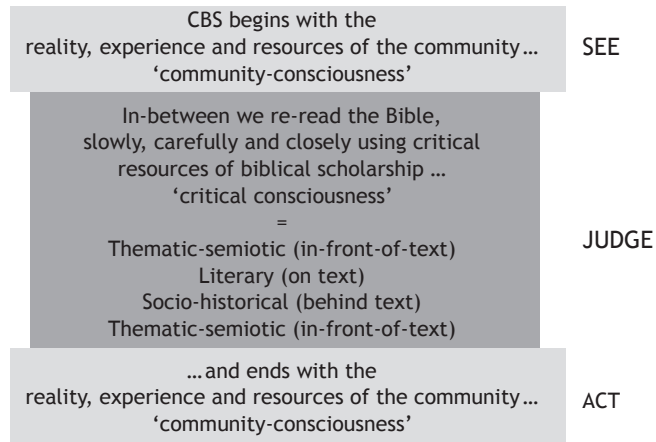 CBS begins with the
reality, experience and resources of the community…
‘community-consciousness’
SEE
In-between we re-read the Bible,
slowly, carefully and closely using critical
resources of biblical scholarship …
‘critical consciousness’
=
Thematic-semiotic (in-front-of-text)
Literary (on text)
Socio-historical (behind text)
Thematic-semiotic (in-front-of-text)
JUDGE
…and ends with the
reality, experience and resources of the community…
‘community-consciousness’
ACT